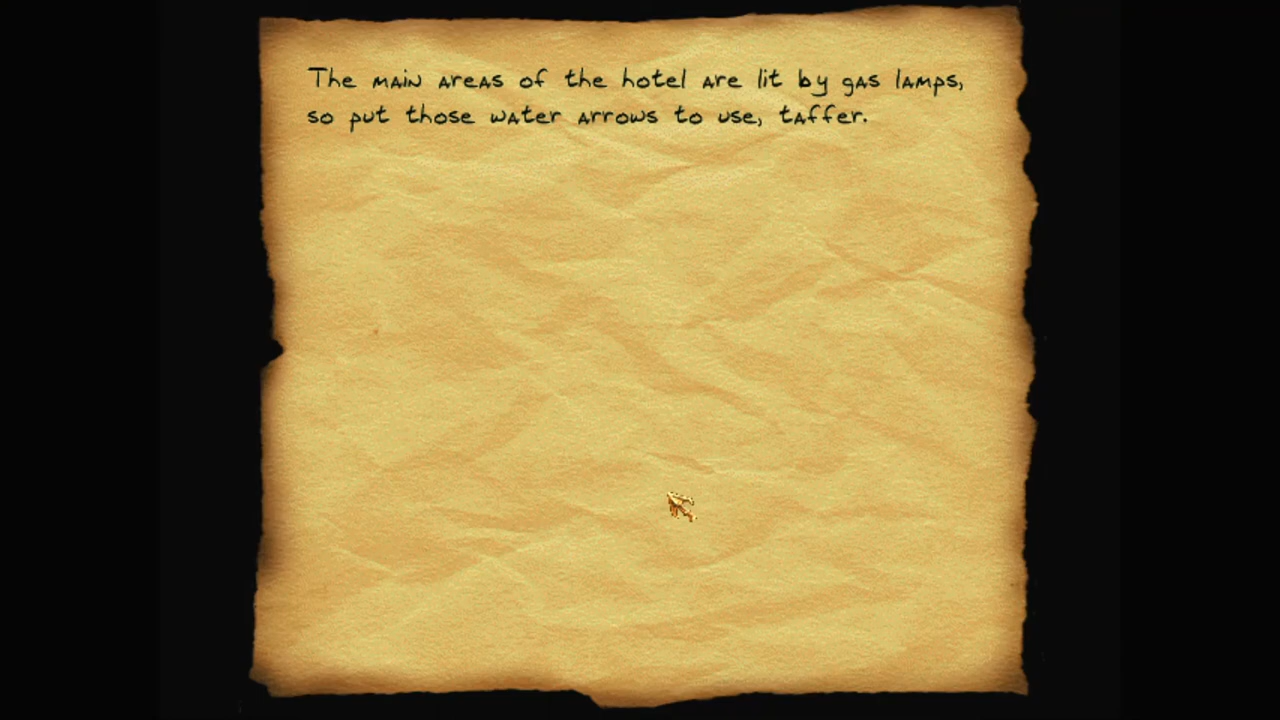 The main areas of the hotel are lit by gas lamps,
so put those water arrows to use, taffer.